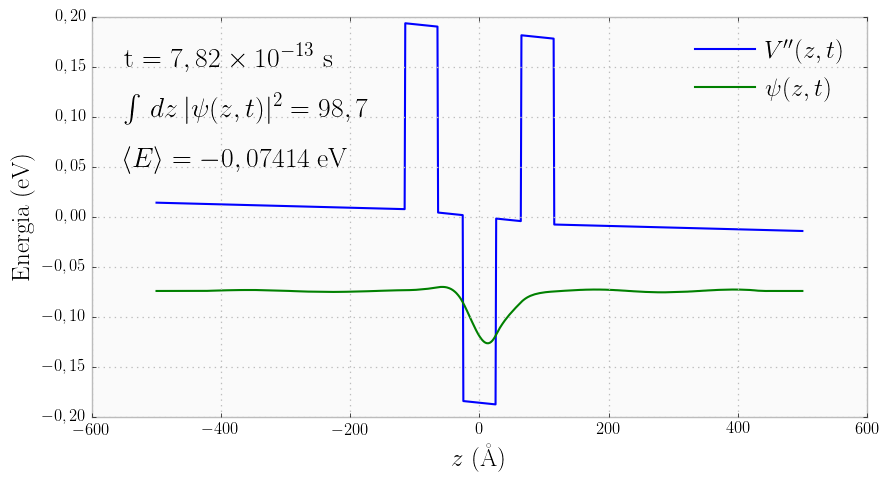 0,20
0,15
0,10
0,05
0,00
−0,05
−0,10
−0,15
−0,20
Energia (eV)
t = 7,82 × 10⁻¹³ s
∫ dz |ψ(z,t)|² = 98,7
⟨E⟩ = −0,07414 eV
V″(z,t)
ψ(z,t)
−600 −400 −200 0 200 400 600
z (Å)